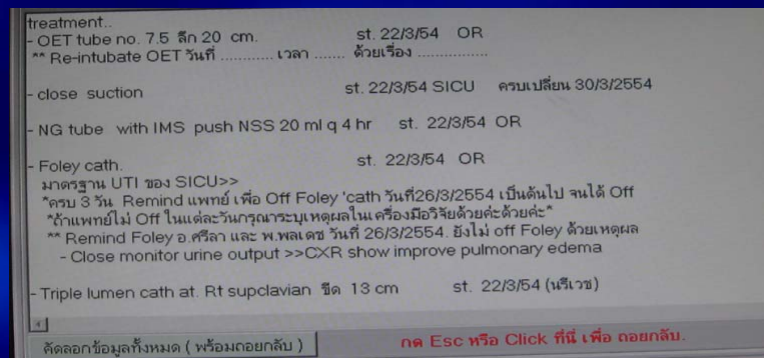 treatment..
- OET tube no. 7.5 ลึก 20 cm. st. 22/3/54 OR
** Re-intubate OET วันที่ ............ เวลา ....... ด้วยเรื่อง ................
- close suction st. 22/3/54 SICU ครบเปลี่ยน 30/3/2554
- NG tube with IMS push NSS 20 ml q 4 hr st. 22/3/54 OR
- Foley cath. st. 22/3/54 OR
มาตรฐาน UTI ของ SICU>>
*ครบ 3 วัน Remind แพทย์ เพื่อ Off Foley 'cath วันที่26/3/2554 เป็นต้นไป จนได้ Off
*ถ้าแพทย์ไม่ Off ในแต่ละวันกรุณาระบุเหตุผลในเครื่องมือวิจัยด้วยค่ะด้วยค่ะ*
** Remind Foley อ.ศรีลา และ พ.พลเดช วันที่ 26/3/2554. ยังไม่ off Foley ด้วยเหตุผล
- Close monitor urine output >>CXR show improve pulmonary edema
- Triple lumen cath at. Rt supclavian ขีด 13 cm st. 22/3/54 (นรีเวช)
คัดลอกข้อมูลทั้งหมด ( พร้อมถอยกลับ )
กด Esc หรือ Click ที่นี่ เพื่อ ถอยกลับ.